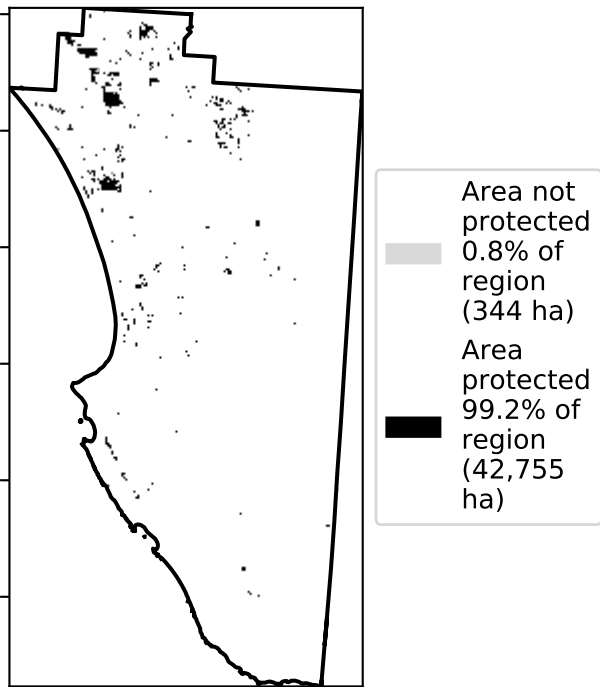 Area not
protected
0.8% of
region
(344 ha)
Area
protected
99.2% of
region
(42,755
ha)